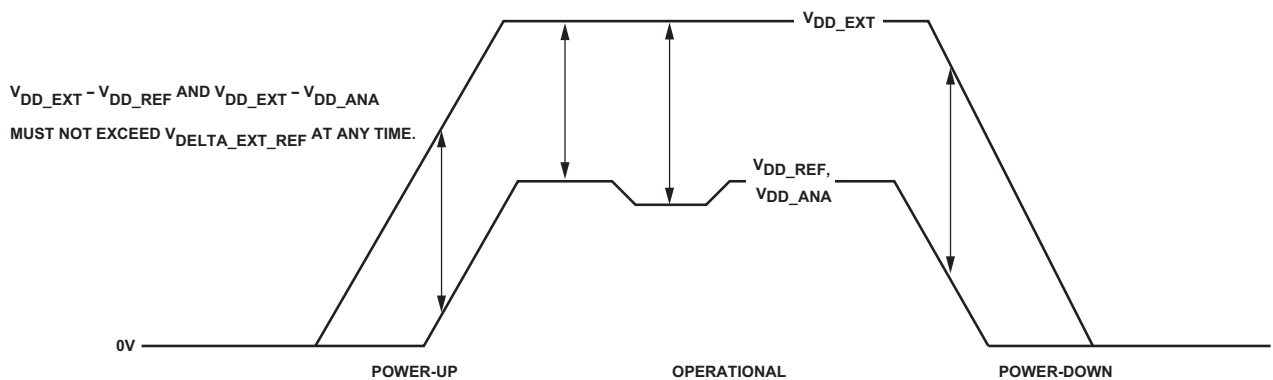 V_DD_EXT
V_DD_EXT – V_DD_REF AND V_DD_EXT – V_DD_ANA
MUST NOT EXCEED V_DELTA_EXT_REF AT ANY TIME.
V_DD_REF,
V_DD_ANA
0V
POWER-UP OPERATIONAL POWER-DOWN